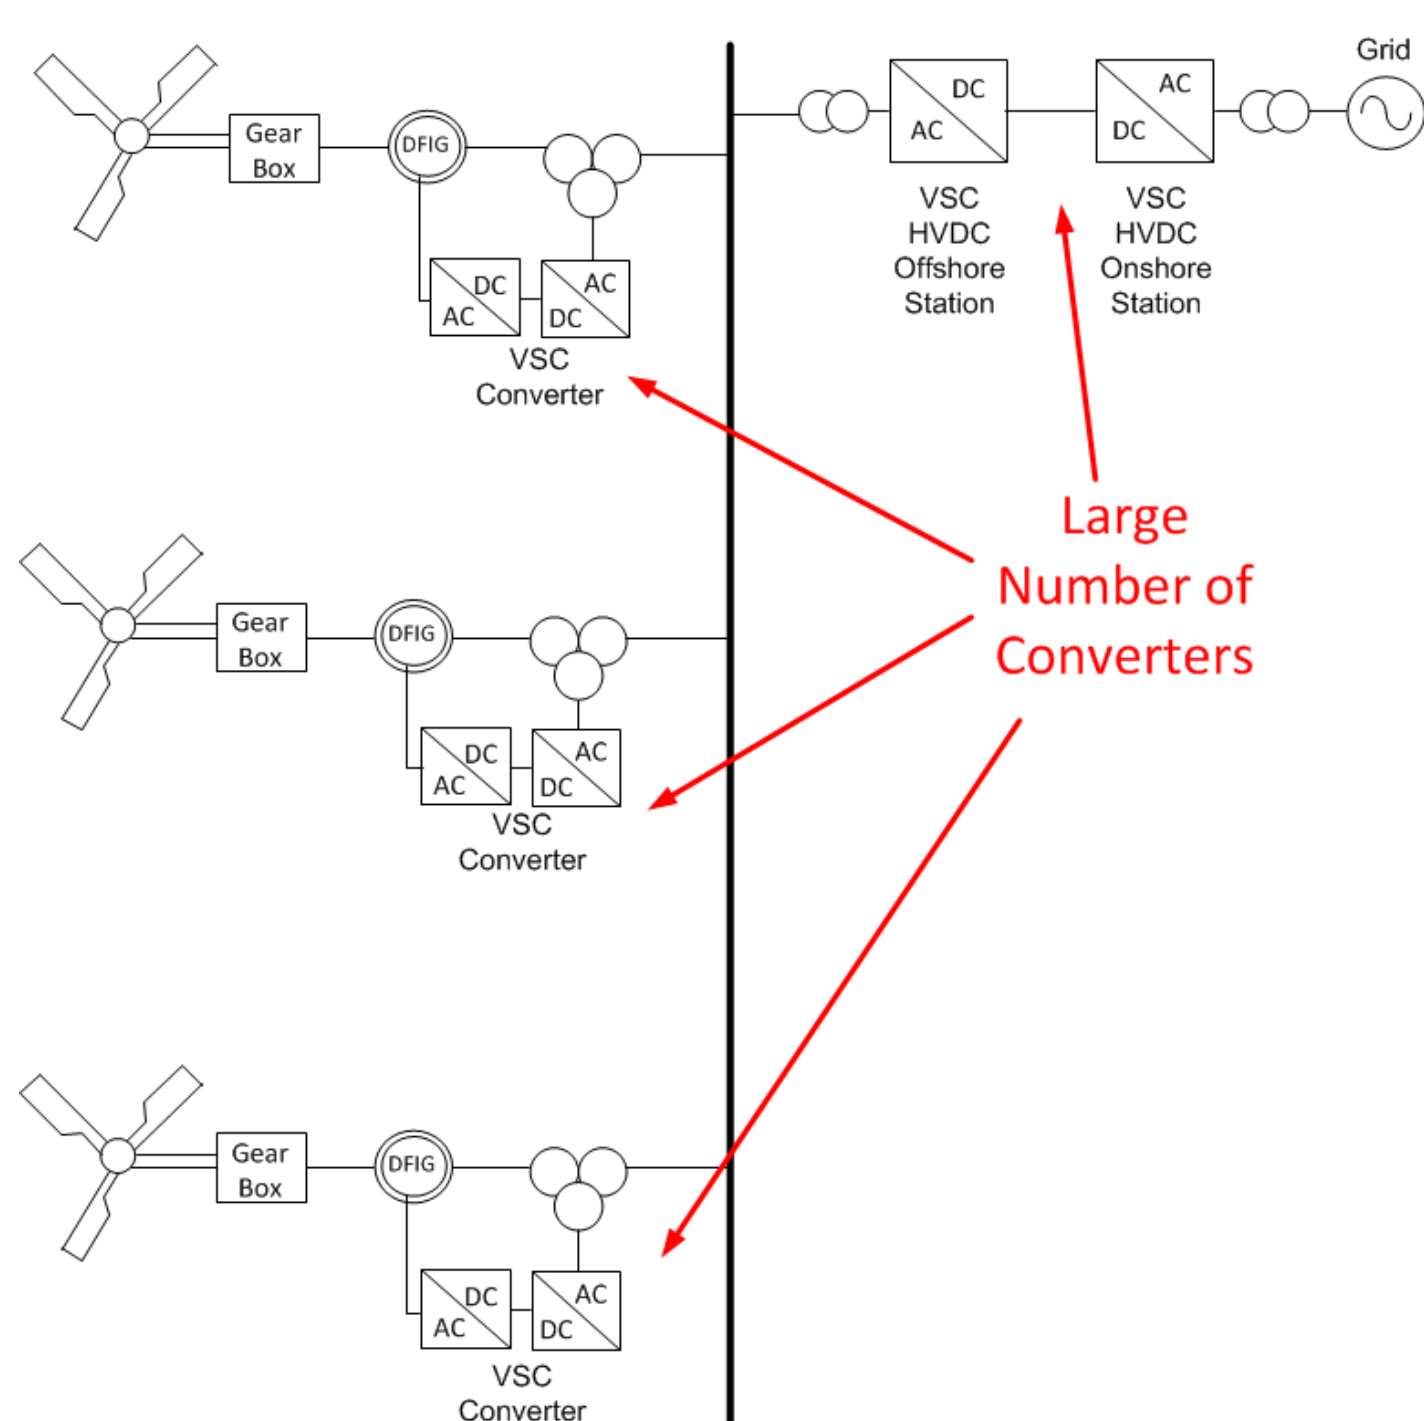 Grid
DC
AC
AC
DC
VSC
HVDC
Offshore
Station
VSC
HVDC
Onshore
Station
Gear
Box
DFIG
DC
AC
AC
DC
VSC
Converter
Large
Number of
Converters
Gear
Box
DFIG
DC
AC
AC
DC
VSC
Converter
Gear
Box
DFIG
DC
AC
AC
DC
VSC
Converter